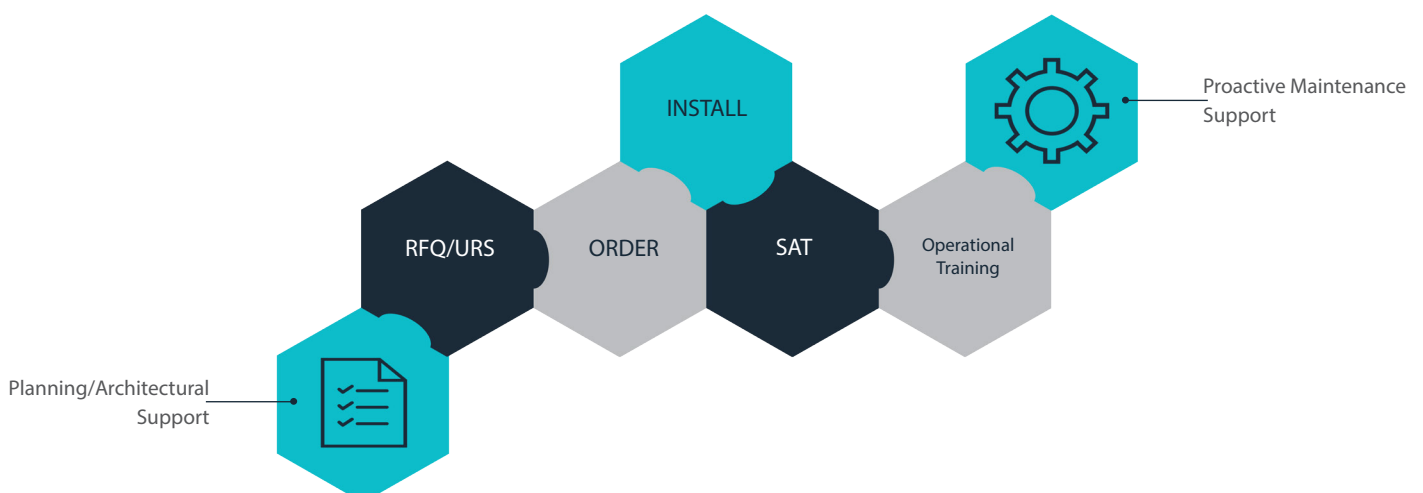 INSTALL
Proactive Maintenance
Support
RFQ/URS
ORDER
SAT
Operational
Training
Planning/Architectural
Support